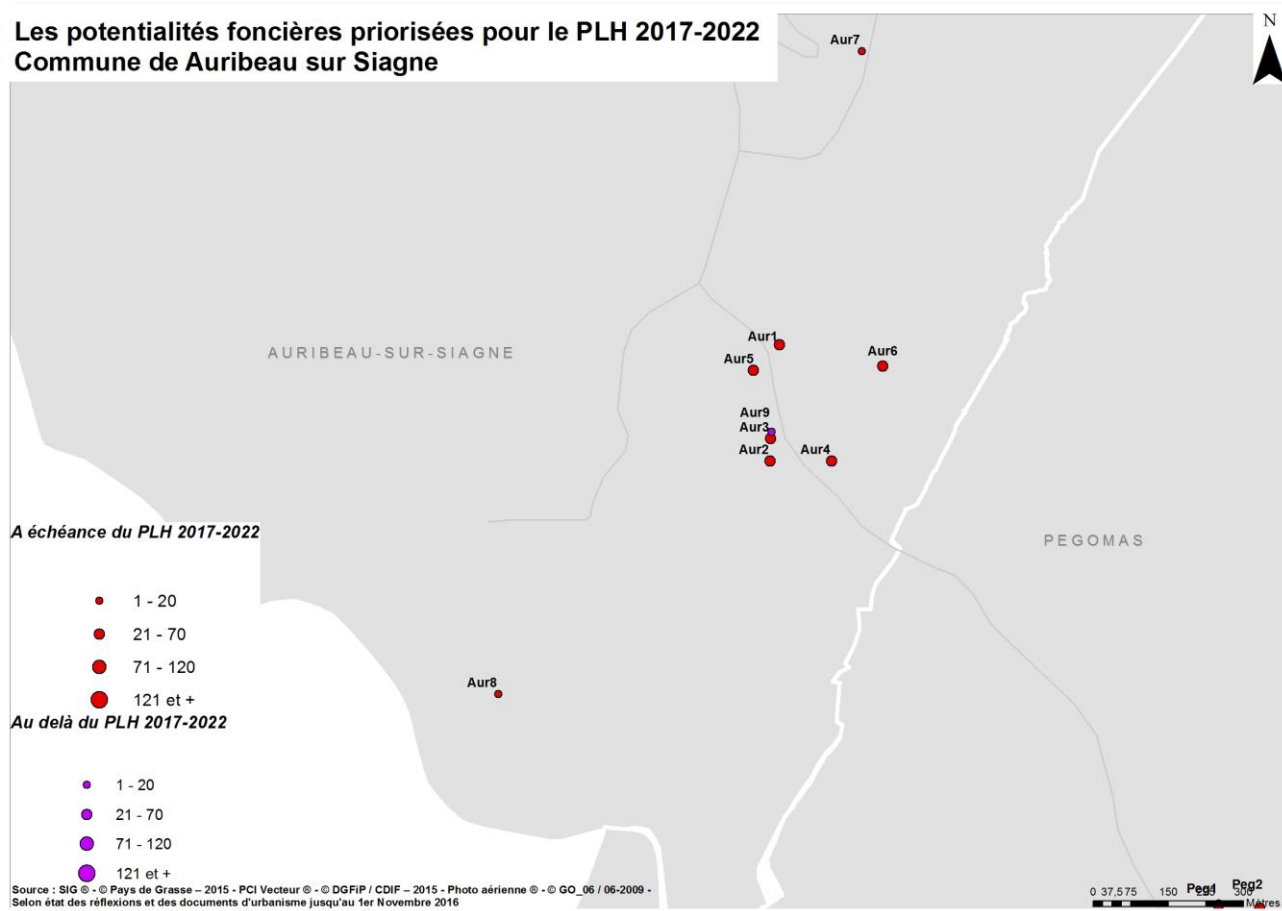 Les potentialités foncières priorisées pour le PLH 2017-2022
Commune de Auribeau sur Siagne
N
Aur7
Aur1
AURIBEAU-SUR-SIAGNE
Aur5
Aur6
Aur9
Aur3
Aur2
Aur4
PEGOMAS
A échéance du PLH 2017-2022
1 - 20
21 - 70
71 - 120
121 et +
Aur8
Au delà du PLH 2017-2022
1 - 20
21 - 70
71 - 120
121 et +
Source : SIG ® - © Pays de Grasse – 2015 - PCI Vecteur ® - © DGFiP / CDIF – 2015 - Photo aérienne ® - © GO_06 / 06-2009 -
Selon état des réflexions et des documents d'urbanisme jusqu'au 1er Novembre 2016
Peg1 Peg2
0 37,575 150 225 300
Mètres